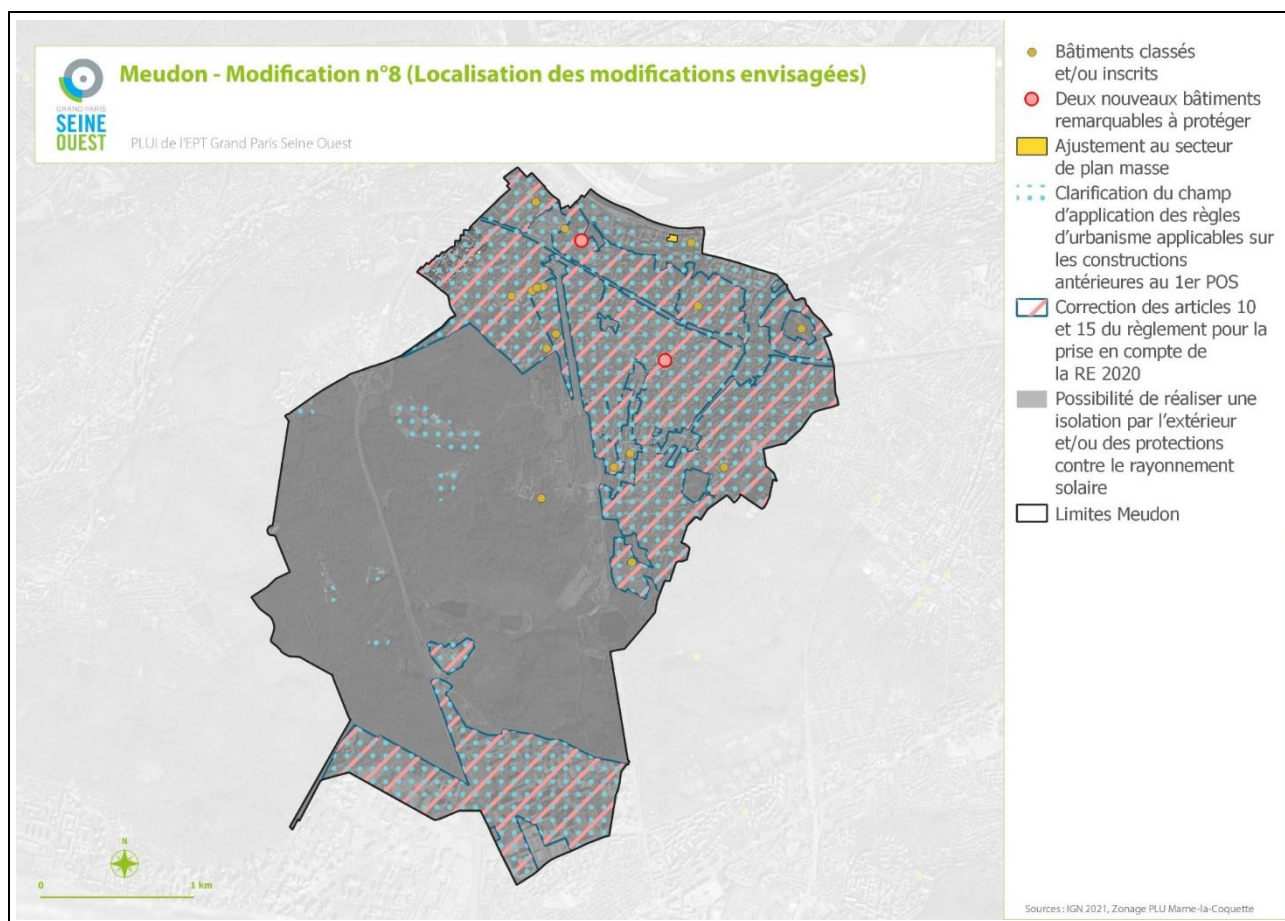 Meudon - Modification n°8 (Localisation des modifications envisagées)
GRAND PARIS
SEINE
OUEST
PLUi de l'EPT Grand Paris Seine Ouest
Bâtiments classés
et/ou inscrits
Deux nouveaux bâtiments
remarquables à protéger
Ajustement au secteur
de plan masse
Clarification du champ
d'application des règles
d'urbanisme applicables sur
les constructions
antérieures au 1er POS
Correction des articles 10
et 15 du règlement pour la
prise en compte de
la RE 2020
Possibilité de réaliser une
isolation par l'extérieur
et/ou des protections
contre le rayonnement
solaire
Limites Meudon
N
0 1 km
Sources : IGN 2021, Zonage PLU Marne-la-Coquette